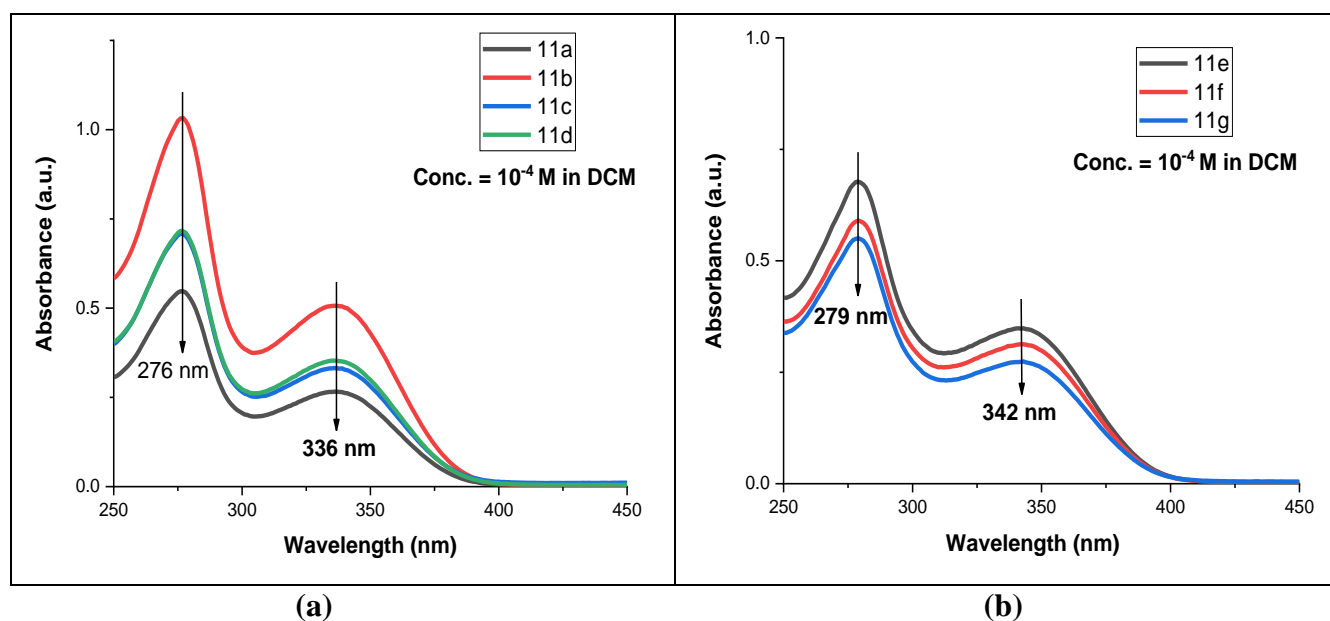 11a
11b
11c
11d
Conc. = 10⁻⁴ M in DCM
1.0
0.5
0.0
Absorbance (a.u.)
276 nm
336 nm
250
300
350
400
450
Wavelength (nm)
(a)
11e
11f
11g
Conc. = 10⁻⁴ M in DCM
1.0
0.5
0.0
Absorbance (a.u.)
279 nm
342 nm
250
300
350
400
450
Wavelength (nm)
(b)